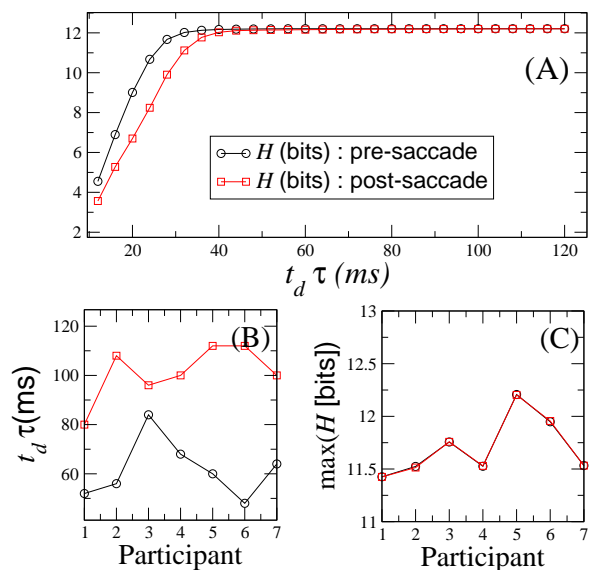 12
10
8
6
4
2
(A)
H (bits) : pre-saccade
H (bits) : post-saccade
20 40 60 80 100 120
t_d τ (ms)
(B)
120
100
80
60
t_d τ(ms)
1 2 3 4 5 6 7
Participant
(C)
13
12.5
12
11.5
11
max(H [bits])
1 2 3 4 5 6 7
Participant